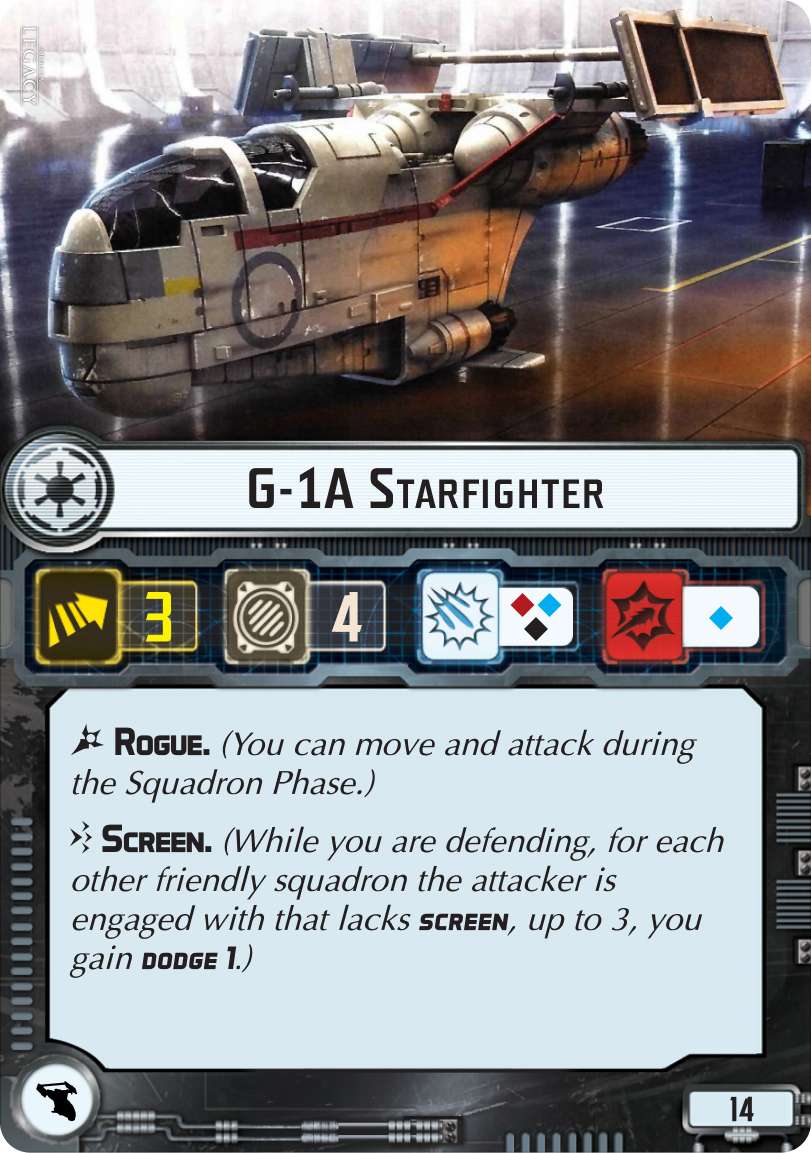 LEGACY
G-1A STARFIGHTER
3
4
ROGUE. (You can move and attack during
the Squadron Phase.)
SCREEN. (While you are defending, for each
other friendly squadron the attacker is
engaged with that lacks SCREEN, up to 3, you
gain DODGE 1.)
14